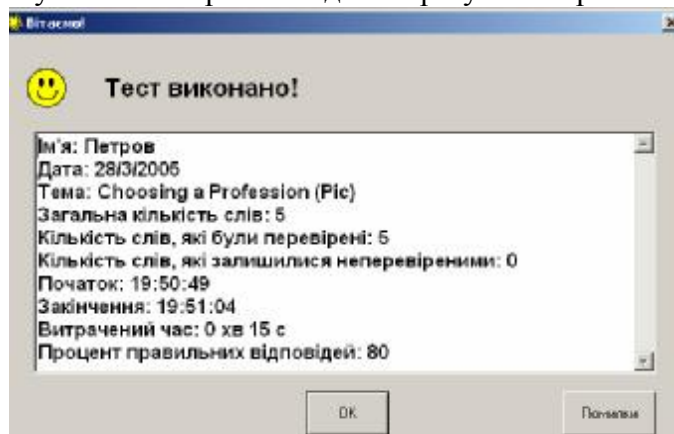 Вітаємо!
Тест виконано!
Ім'я: Петров
Дата: 28/3/2005
Тема: Choosing a Profession (Pic)
Загальна кількість слів: 5
Кількість слів, які були перевірені: 5
Кількість слів, які залишилися неперевіреними: 0
Початок: 19:50:49
Закінчення: 19:51:04
Витрачений час: 0 хв 15 с
Процент правильних відповідей: 80
OK
Помилки